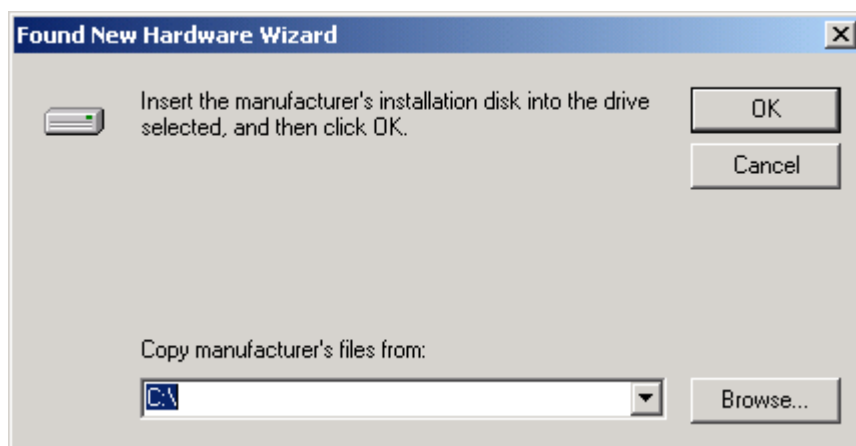 Found New Hardware Wizard
Insert the manufacturer's installation disk into the drive
selected, and then click OK.
OK
Cancel
Copy manufacturer's files from:
C:\
Browse...